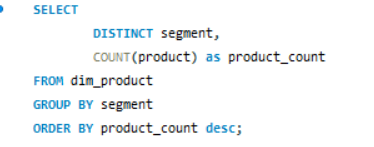 SELECT
DISTINCT segment,
COUNT(product) as product_count
FROM dim_product
GROUP BY segment
ORDER BY product_count desc;